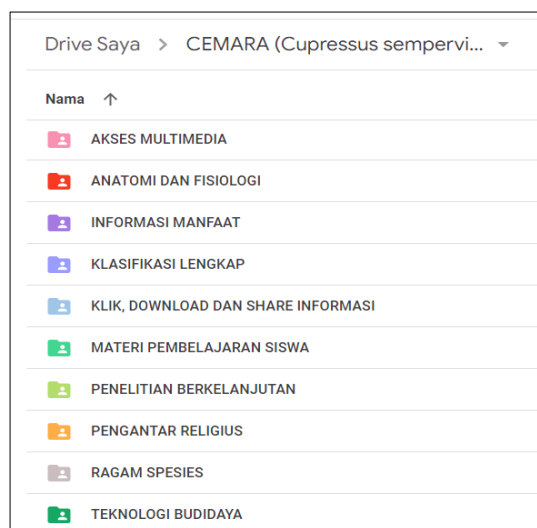 Drive Saya > CEMARA (Cupressus sempervi...
Nama
AKSES MULTIMEDIA
ANATOMI DAN FISIOLOGI
INFORMASI MANFAAT
KLASIFIKASI LENGKAP
KLIK, DOWNLOAD DAN SHARE INFORMASI
MATERI PEMBELAJARAN SISWA
PENELITIAN BERKELANJUTAN
PENGANTAR RELIGIUS
RAGAM SPESIES
TEKNOLOGI BUDIDAYA